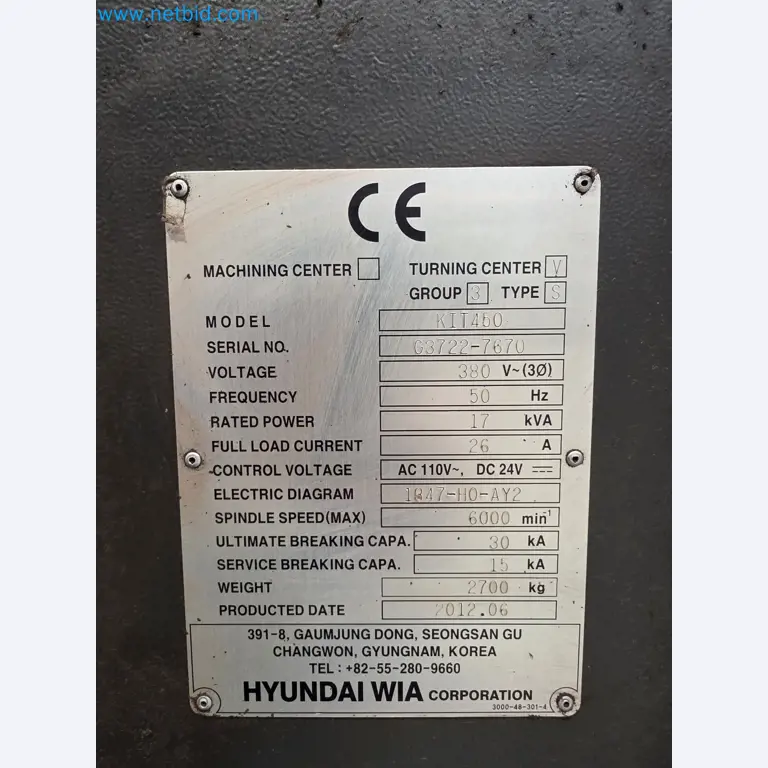 www.netbid.com
CE
MACHINING CENTER TURNING CENTER V
GROUP 3 TYPE S
MODEL KIT450
SERIAL NO. G3722-7670
VOLTAGE 380 V~(3Ø)
FREQUENCY 50 Hz
RATED POWER 17 kVA
FULL LOAD CURRENT 26 A
CONTROL VOLTAGE AC 110V~, DC 24V
ELECTRIC DIAGRAM 1847-H0-AY2
SPINDLE SPEED(MAX) 6000 min⁻¹
ULTIMATE BREAKING CAPA. 30 kA
SERVICE BREAKING CAPA. 15 kA
WEIGHT 2700 kg
PRODUCTED DATE 2012.06
391-8, GAUMJUNG DONG, SEONGSAN GU
CHANGWON, GYUNGNAM, KOREA
TEL : +82-55-280-9660
HYUNDAI WIA CORPORATION
3000-48-301-4